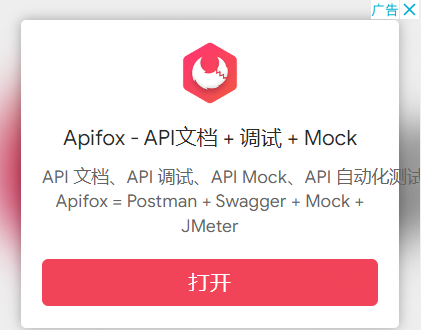 广告
Apifox - API文档 + 调试 + Mock
API 文档、API 调试、API Mock、API 自动化测试
Apifox = Postman + Swagger + Mock +
JMeter
打开